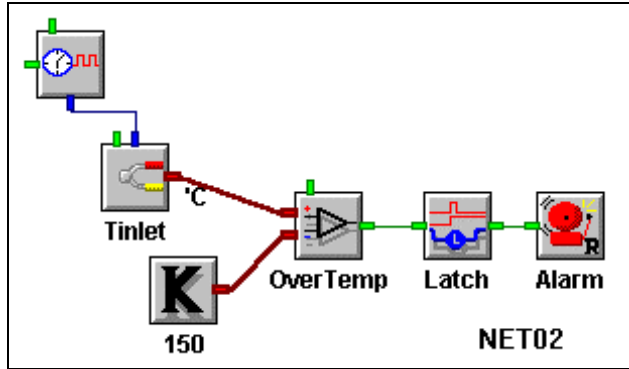 °C
Tinlet
K
OverTemp
L
Latch
R
Alarm
150
NET02